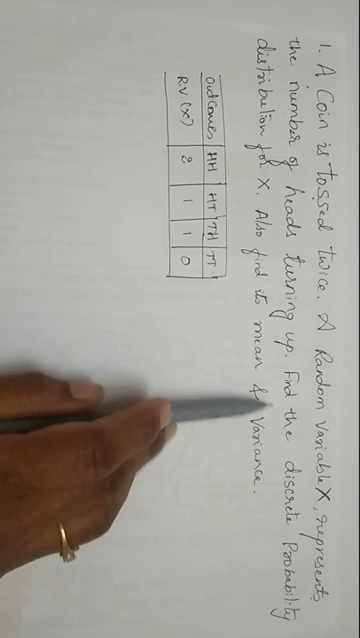 1. A Coin is tossed twice. A Random variable X, represents
the number of heads turning up. Find the discrete Probability
distribution for X. Also find its mean & Variance.
Outcomes HH HT TH TT
RV(X) 2 1 1 0